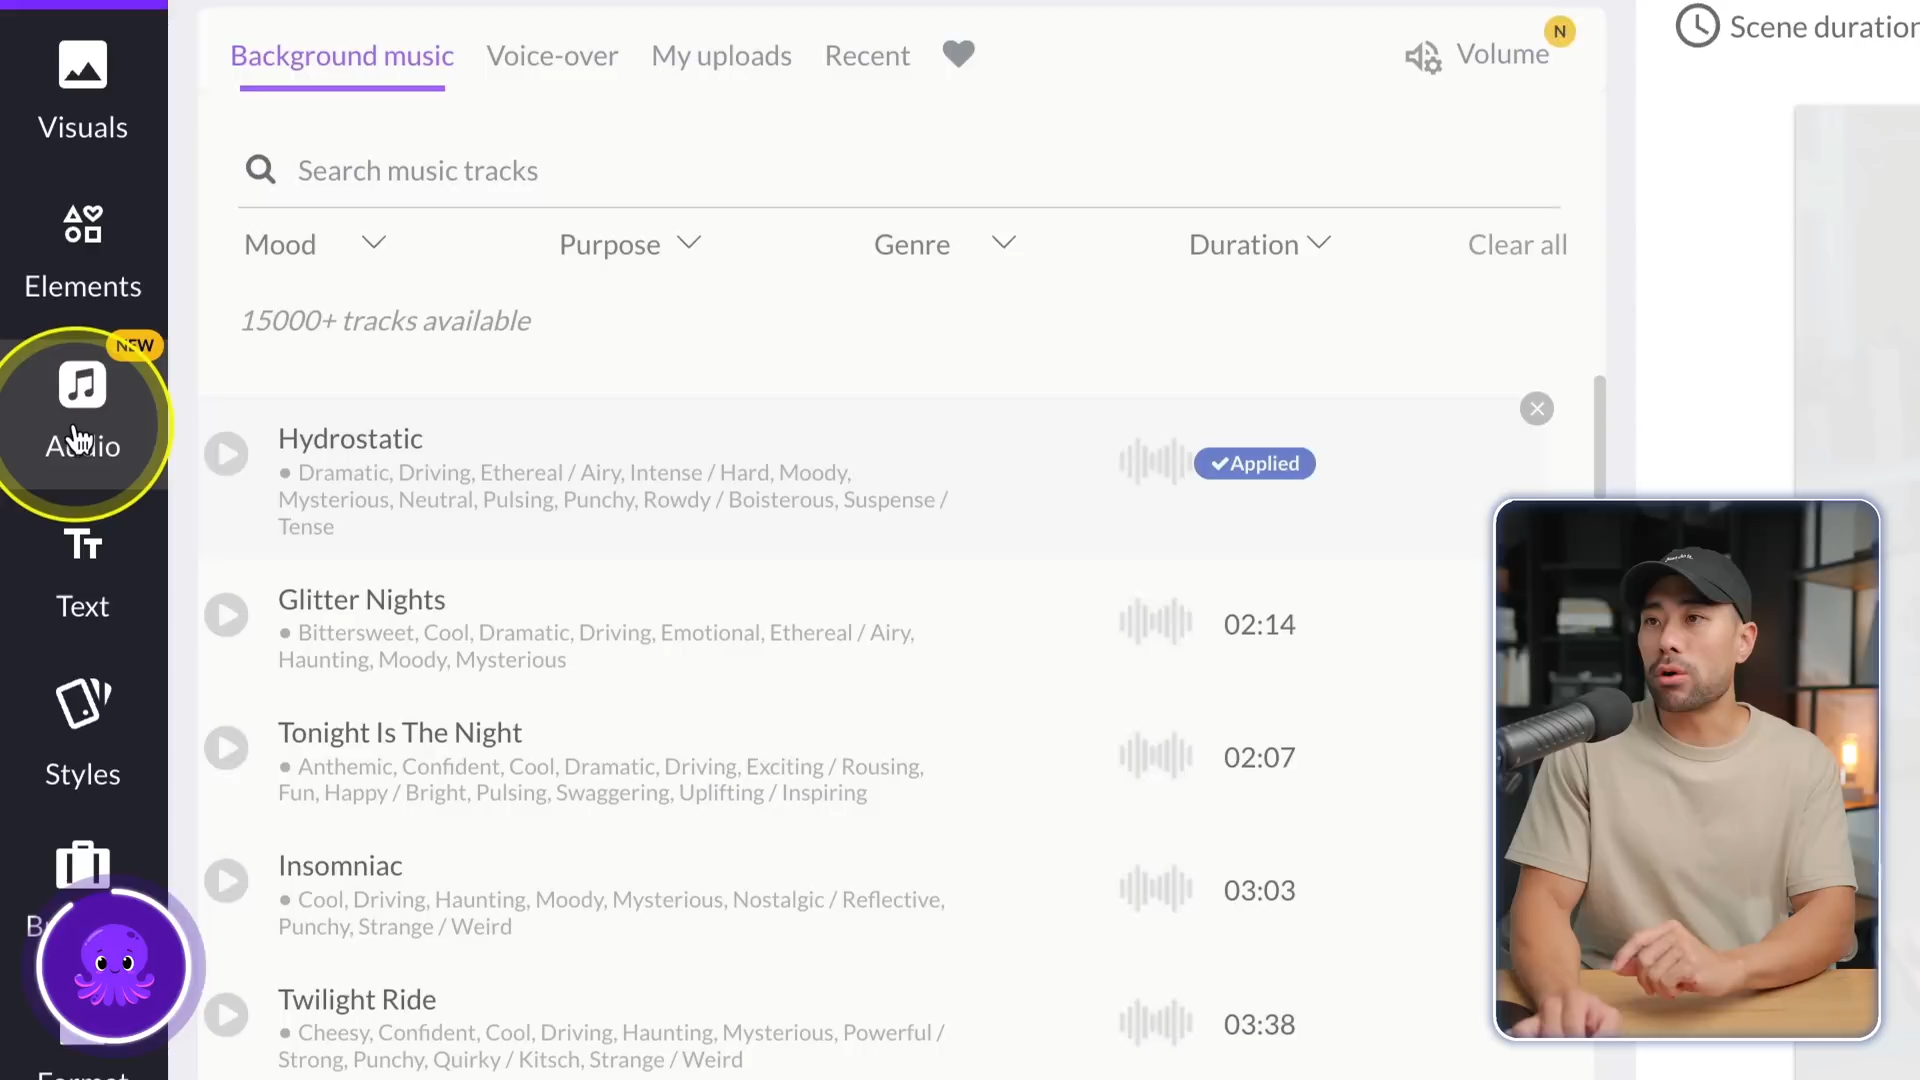 Visuals
Elements
NEW
Audio
Text
Styles
Background music
Voice-over
My uploads
Recent
Volume
N
Search music tracks
Mood
Purpose
Genre
Duration
Clear all
15000+ tracks available
Hydrostatic
● Dramatic, Driving, Ethereal / Airy, Intense / Hard, Moody,
Mysterious, Neutral, Pulsing, Punchy, Rowdy / Boisterous, Suspense /
Tense
Applied
Glitter Nights
● Bittersweet, Cool, Dramatic, Driving, Emotional, Ethereal / Airy,
Haunting, Moody, Mysterious
02:14
Tonight Is The Night
● Anthemic, Confident, Cool, Dramatic, Driving, Exciting / Rousing,
Fun, Happy / Bright, Pulsing, Swaggering, Uplifting / Inspiring
02:07
Insomniac
● Cool, Driving, Haunting, Moody, Mysterious, Nostalgic / Reflective,
Punchy, Strange / Weird
03:03
Twilight Ride
● Cheesy, Confident, Cool, Driving, Haunting, Mysterious, Powerful /
Strong, Punchy, Quirky / Kitsch, Strange / Weird
03:38
Scene duration